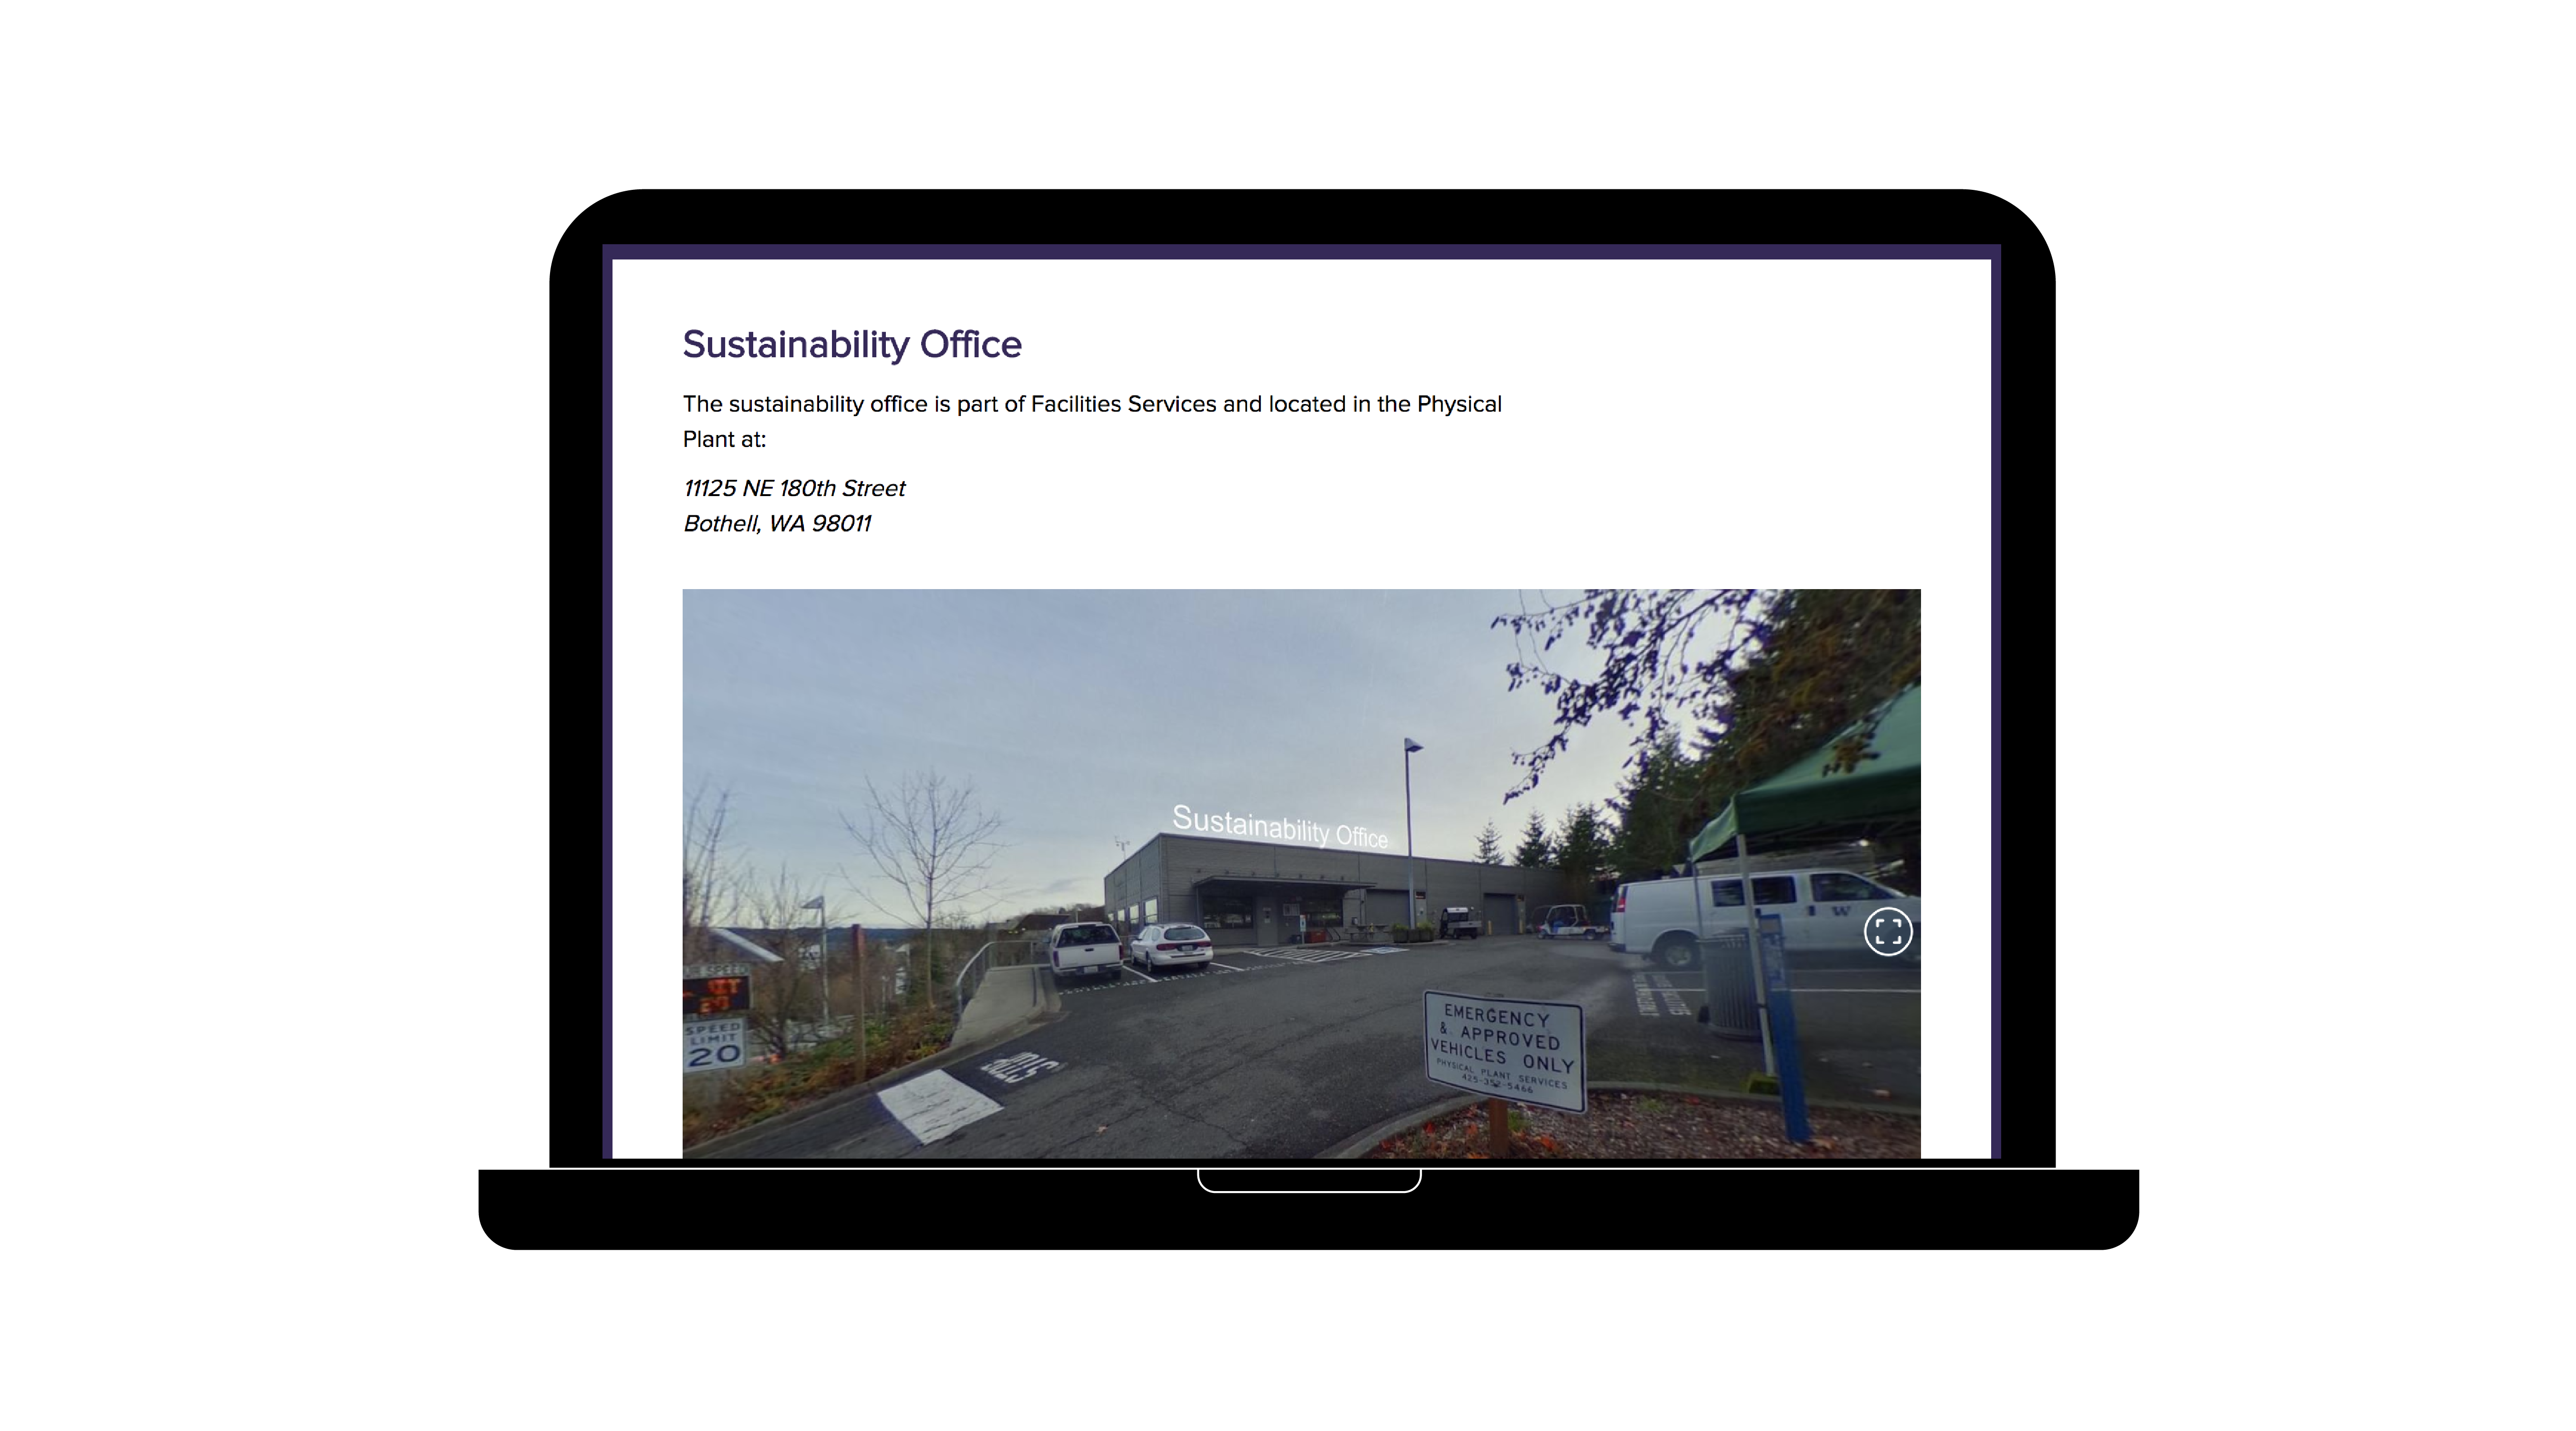 Sustainability Office
The sustainability office is part of Facilities Services and located in the Physical
Plant at:
11125 NE 180th Street
Bothell, WA 98011
Sustainability Office
W
SPEED
SPEED
LIMIT
20
STOP
EMERGENCY
& APPROVED
VEHICLES ONLY
PHYSICAL PLANT SERVICES
425-352-5466